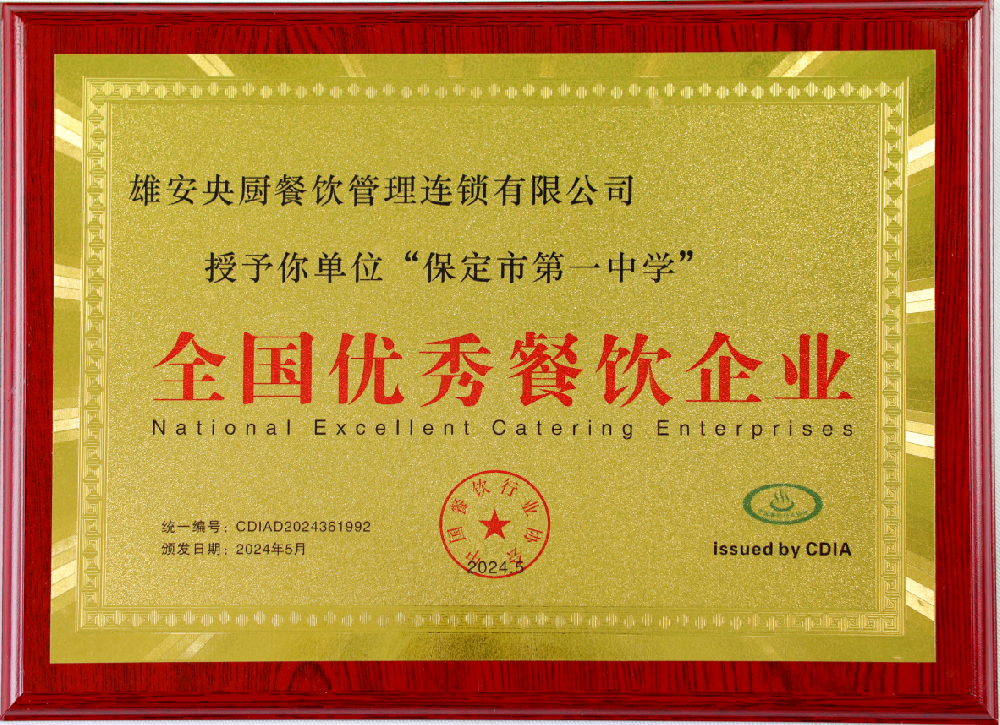 雄安央厨餐饮管理连锁有限公司
授予你单位“保定市第一中学”
全国优秀餐饮企业
National Excellent Catering Enterprises
统一编号：CDIAD2024361992
颁发日期：2024年5月
中国餐饮行业协会
2024.5
issued by CDIA